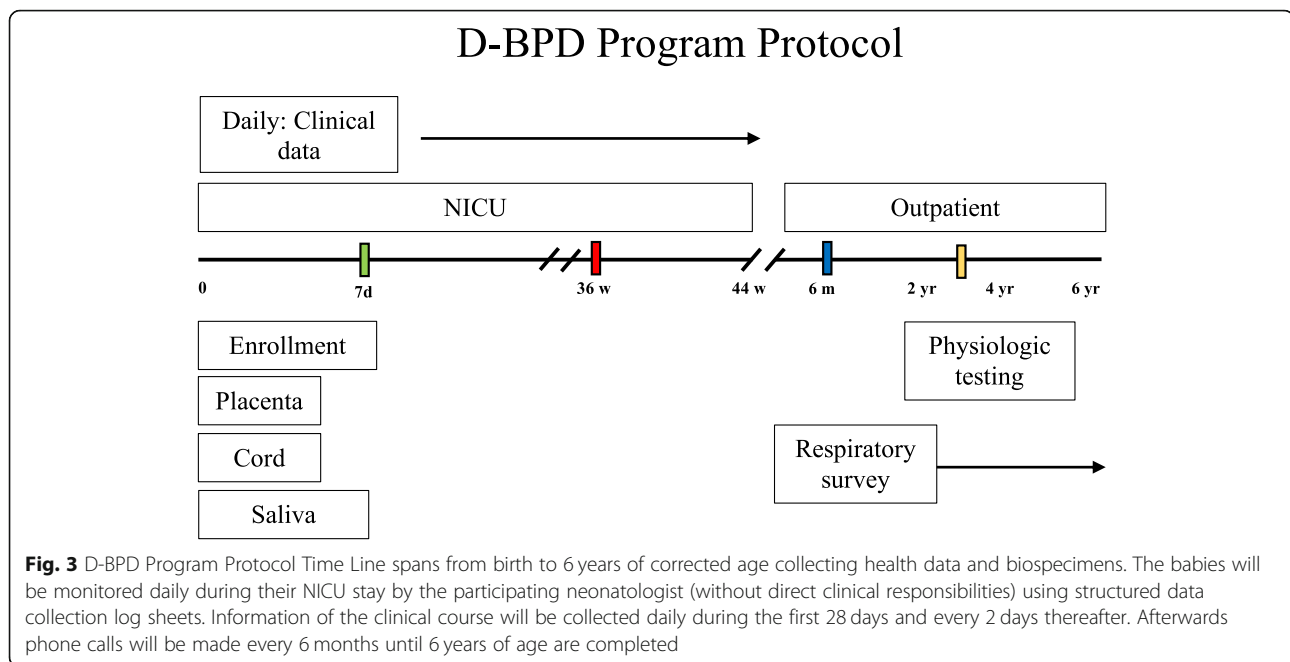 D-BPD Program Protocol
Daily: Clinical
data
NICU
Outpatient
0
7d
36 w
44 w
6 m
2 yr
4 yr
6 yr
Enrollment
Placenta
Cord
Saliva
Physiologic
testing
Respiratory
survey
Fig. 3 D-BPD Program Protocol Time Line spans from birth to 6 years of corrected age collecting health data and biospecimens. The babies will
be monitored daily during their NICU stay by the participating neonatologist (without direct clinical responsibilities) using structured data
collection log sheets. Information of the clinical course will be collected daily during the first 28 days and every 2 days thereafter. Afterwards
phone calls will be made every 6 months until 6 years of age are completed